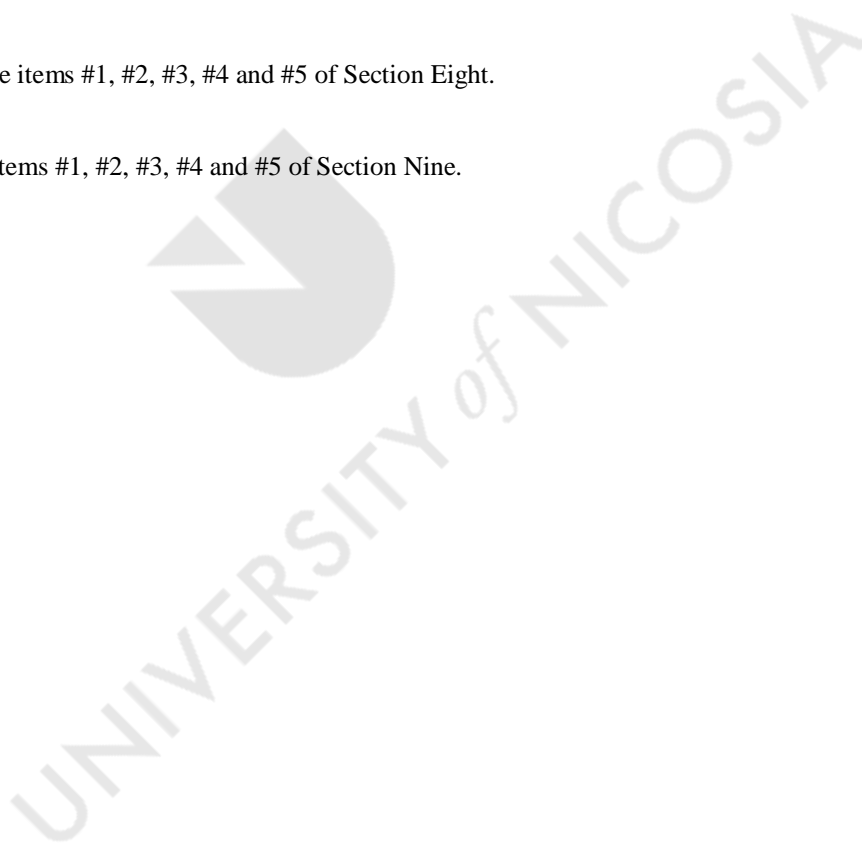 e items #1, #2, #3, #4 and #5 of Section Eight.
tems #1, #2, #3, #4 and #5 of Section Nine.
UNIVERSITY of NICOSIA